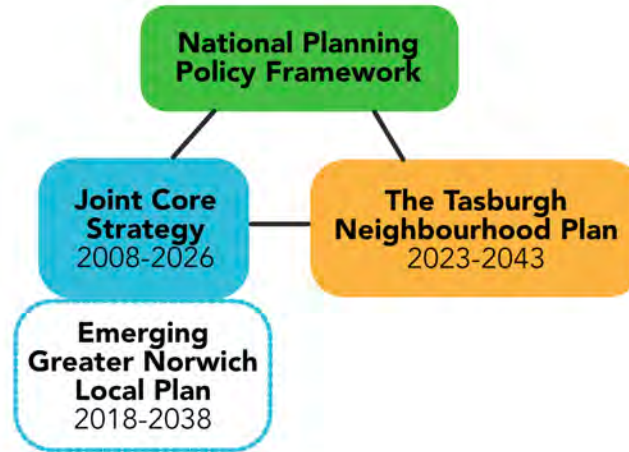 National Planning
Policy Framework
Joint Core
Strategy
2008-2026
The Tasburgh
Neighbourhood Plan
2023-2043
Emerging
Greater Norwich
Local Plan
2018-2038